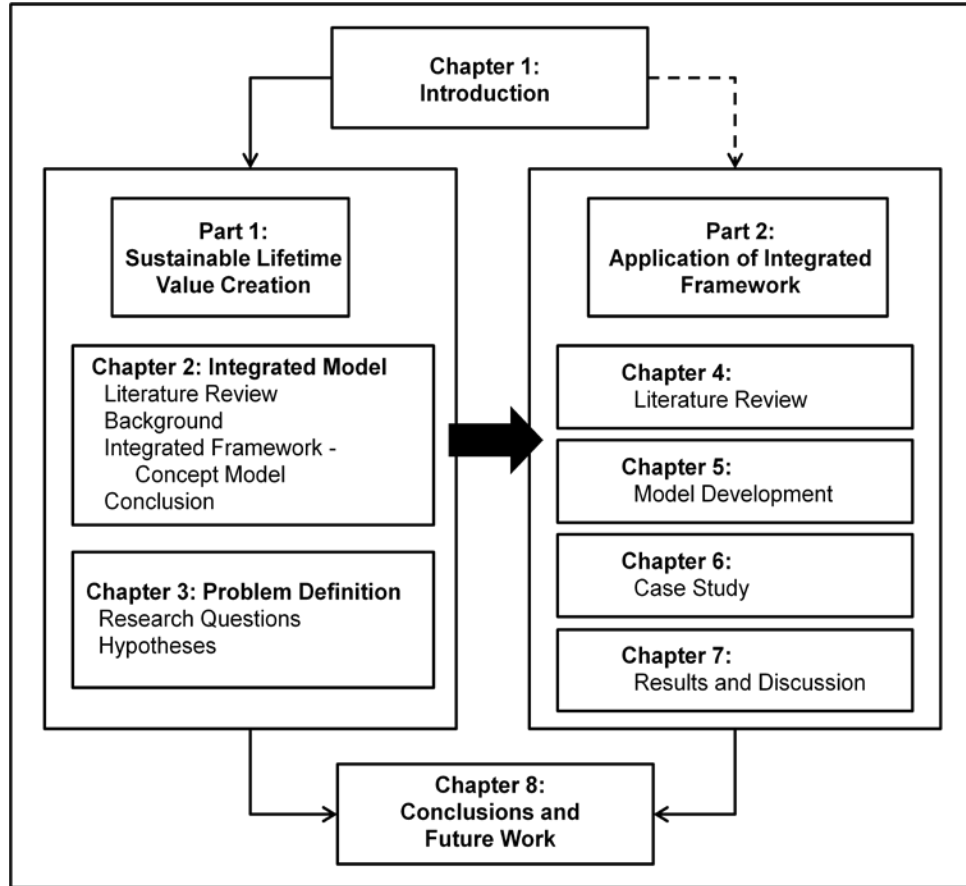 Chapter 1:
Introduction
Part 1:
Sustainable Lifetime
Value Creation
Chapter 2: Integrated Model
Literature Review
Background
Integrated Framework -
Concept Model
Conclusion
Chapter 3: Problem Definition
Research Questions
Hypotheses
Part 2:
Application of Integrated
Framework
Chapter 4:
Literature Review
Chapter 5:
Model Development
Chapter 6:
Case Study
Chapter 7:
Results and Discussion
Chapter 8:
Conclusions and
Future Work